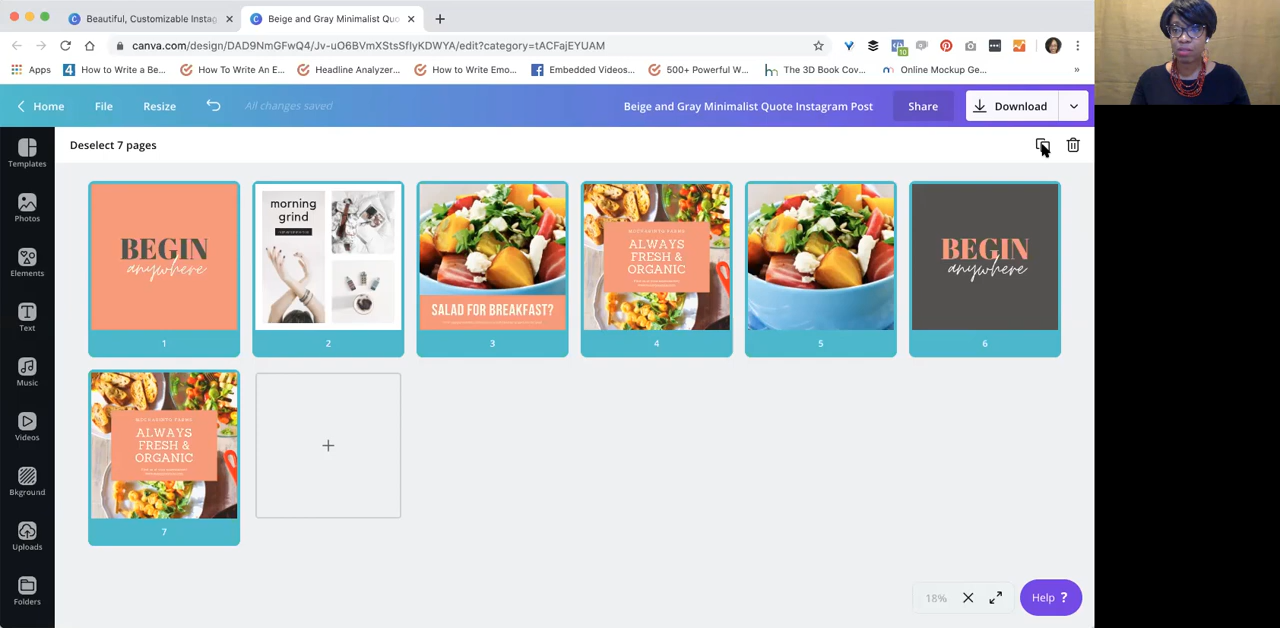 Beautiful, Customizable Instag
Beige and Gray Minimalist Quo
canva.com/design/DAD9NmGFwQ4/Jv-uO6BVmXStsSflyKDWYA/edit?category=tACFajEYUAM
10
Apps
4
How to Write a Be...
How To Write An E...
Headline Analyzer...
How to Write Emo...
Embedded Videos...
500+ Powerful W...
The 3D Book Cov...
Online Mockup Ge...
»
Home
File
Resize
All changes saved
Beige and Gray Minimalist Quote Instagram Post
Share
Download
Deselect 7 pages
Templates
Photos
Elements
Text
Music
Videos
Bkground
Uploads
Folders
BEGIN
anywhere
1
morning
grind
2
SALAD FOR BREAKFAST?
3
ALWAYS
FRESH &
ORGANIC
4
5
BEGIN
anywhere
6
ALWAYS
FRESH &
ORGANIC
7
+
18%
Help ?